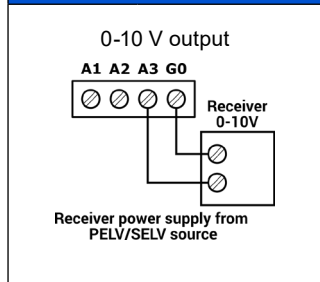 0-10 V output
A1 A2 A3 G0
Receiver
0-10V
Receiver power supply from
PELV/SELV source